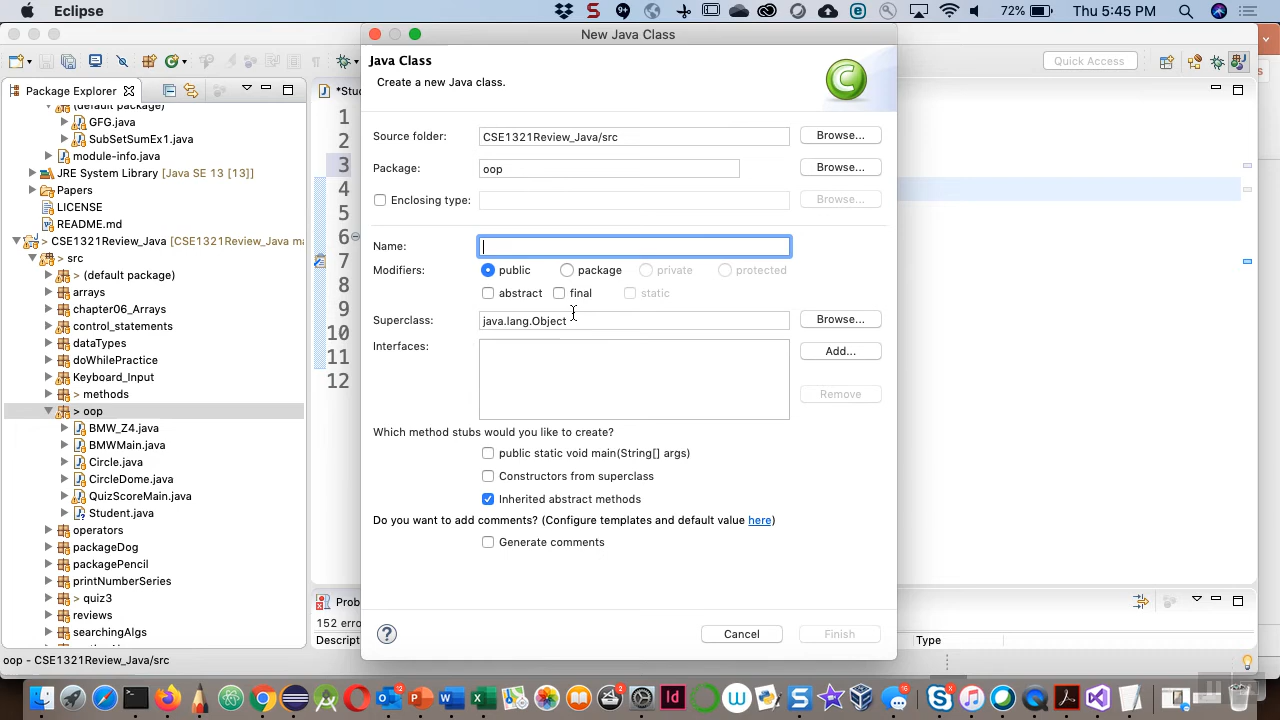 Eclipse
9+
72%
Thu 5:45 PM
New Java Class
Quick Access
Package Explorer
(default package)
GFG.java
SubSetSumEx1.java
module-info.java
JRE System Library [Java SE 13 [13]]
Papers
LICENSE
README.md
> CSE1321Review_Java [CSE1321Review_Java ma
> src
> (default package)
arrays
chapter06_Arrays
control_statements
dataTypes
doWhilePractice
Keyboard_Input
> methods
> oop
BMW_Z4.java
BMWMain.java
Circle.java
CircleDome.java
QuizScoreMain.java
Student.java
operators
packageDog
packagePencil
printNumberSeries
> quiz3
reviews
searchingAlgs
*Stud
1
2
3
4
5
6
7
8
9
10
11
12
Java Class
Create a new Java class.
C
Source folder:
CSE1321Review_Java/src
Browse...
Package:
oop
Browse...
Enclosing type:
Browse...
Name:
Modifiers:
public
package
private
protected
abstract
final
static
Superclass:
java.lang.Object
Browse...
Interfaces:
Add...
Remove
Which method stubs would you like to create?
public static void main(String[] args)
Constructors from superclass
Inherited abstract methods
Do you want to add comments? (Configure templates and default value here)
Generate comments
?
Cancel
Finish
Prob
152 erro
Descript
Type
oop - CSE1321Review_Java/src